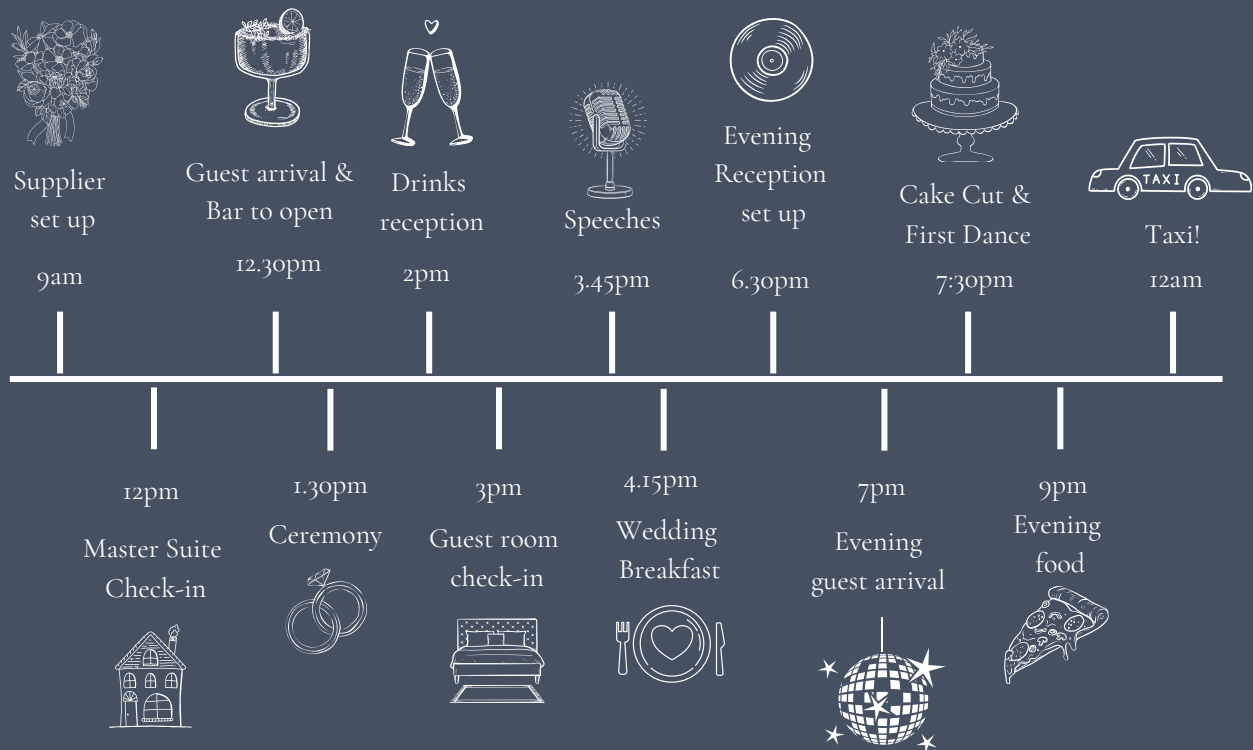 Supplier
set up
9am
Guest arrival &
Bar to open
12.30pm
Drinks
reception
2pm
Speeches
3.45pm
Evening
Reception
set up
6.30pm
Cake Cut &
First Dance
7:30pm
TAXI
Taxi!
12am
12pm
Master Suite
Check-in
1.30pm
Ceremony
3pm
Guest room
check-in
4.15pm
Wedding
Breakfast
7pm
Evening
guest arrival
9pm
Evening
food